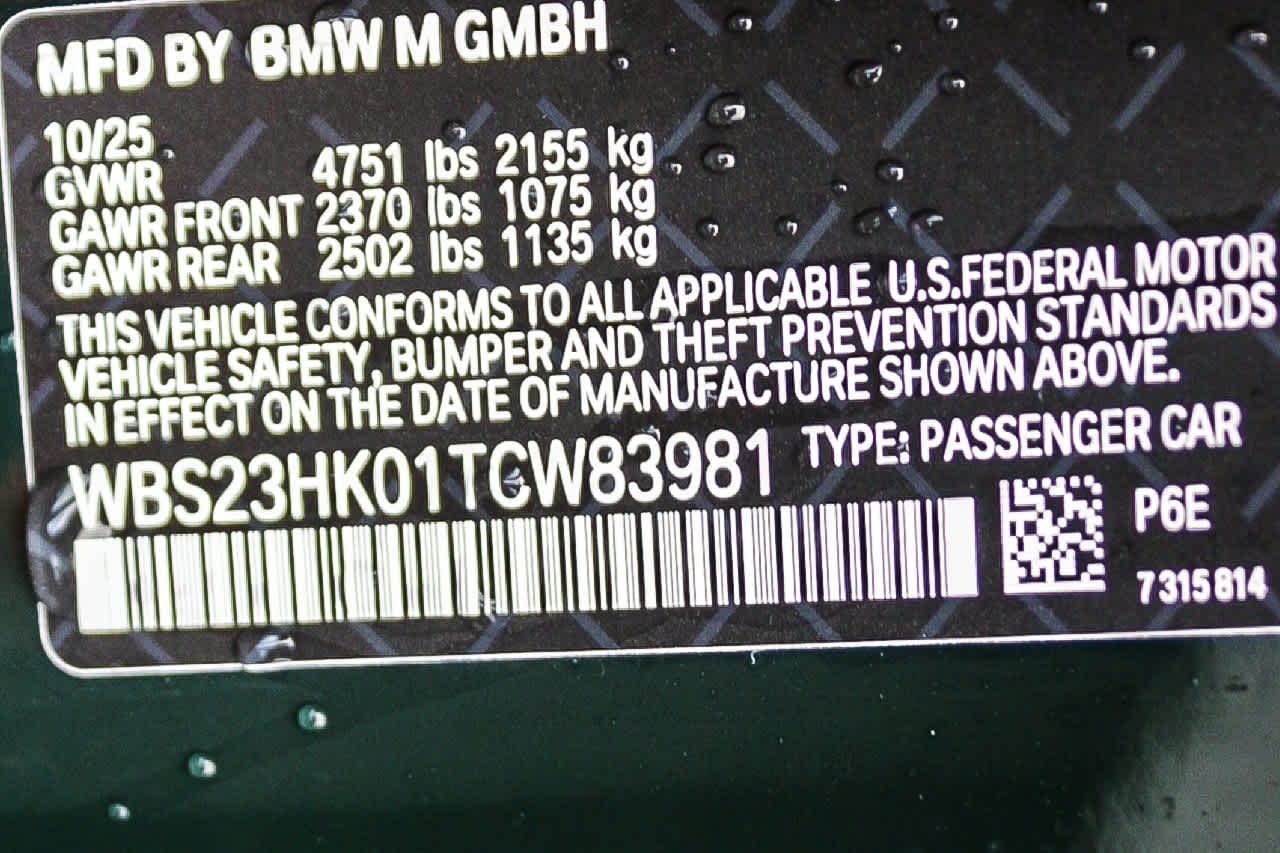 MFD BY BMW M GMBH
10/25
GVWR 4751 lbs 2155 kg
GAWR FRONT 2370 lbs 1075 kg
GAWR REAR 2502 lbs 1135 kg
THIS VEHICLE CONFORMS TO ALL APPLICABLE U.S.FEDERAL MOTOR
VEHICLE SAFETY, BUMPER AND THEFT PREVENTION STANDARDS
IN EFFECT ON THE DATE OF MANUFACTURE SHOWN ABOVE.
WBS23HK01TCW83981 TYPE: PASSENGER CAR
P6E
7315814